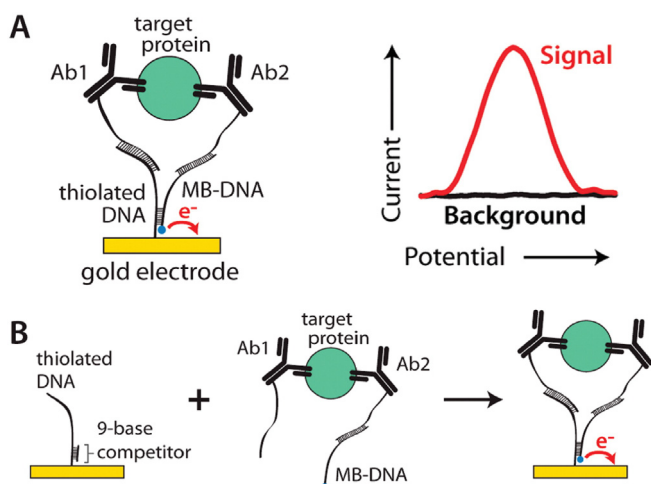 A
target
protein
Ab1
Ab2
thiolated
DNA
MB-DNA
e-
gold electrode
Current
Signal
Background
Potential
B
thiolated
DNA
9-base
competitor
+
target
protein
Ab1
Ab2
MB-DNA
e-